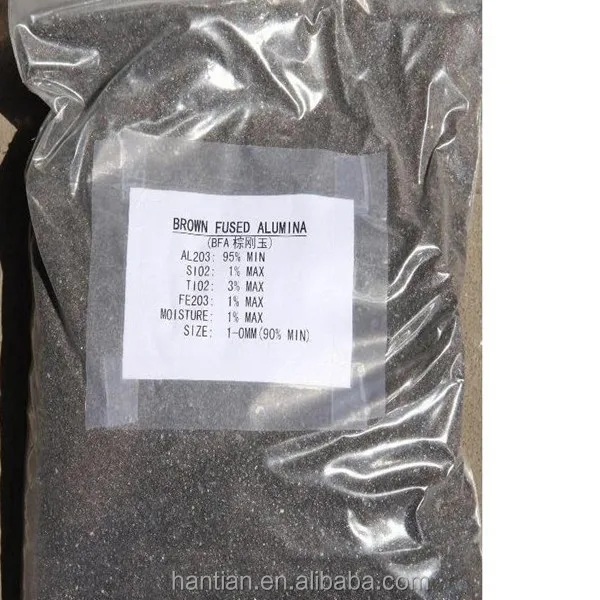 BROWN FUSED ALUMINA
(BFA 棕刚玉)
AL2O3: 95% MIN
SIO2: 1% MAX
TIO2: 3% MAX
FE2O3: 1% MAX
MOISTURE: 1% MAX
SIZE: 1-0MM(90% MIN)
hantian.en.alibaba.com